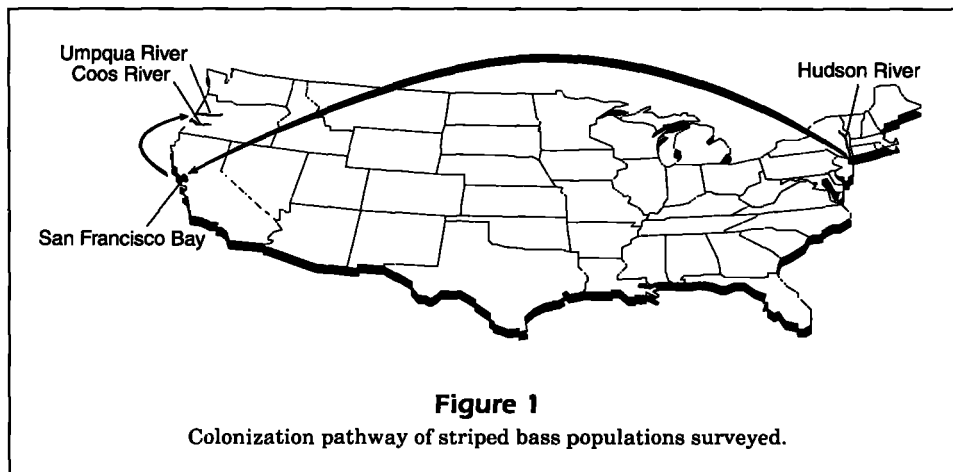 Umpqua River
Coos River
Hudson River
San Francisco Bay
Figure 1
Colonization pathway of striped bass populations surveyed.